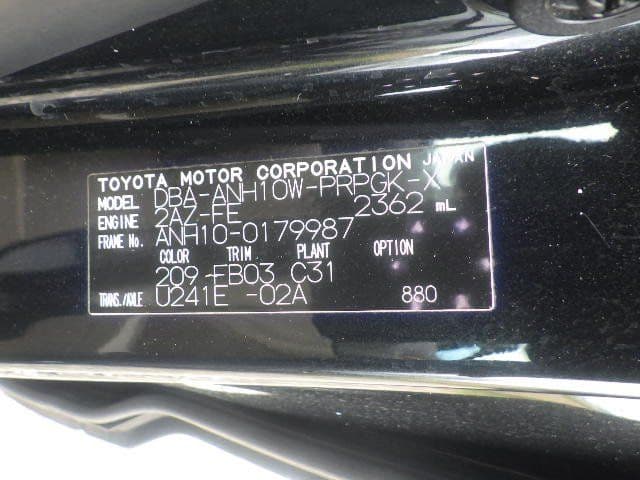 TOYOTA MOTOR CORPORATION JAPAN
MODEL DBA-ANH10W-PRPGK-X
ENGINE 2AZ-FE 2362 mL
FRAME No. ANH10-0179987
COLOR TRIM PLANT OPTION
209 EB03 C31
TRANS./AXLE U241E -02A 880